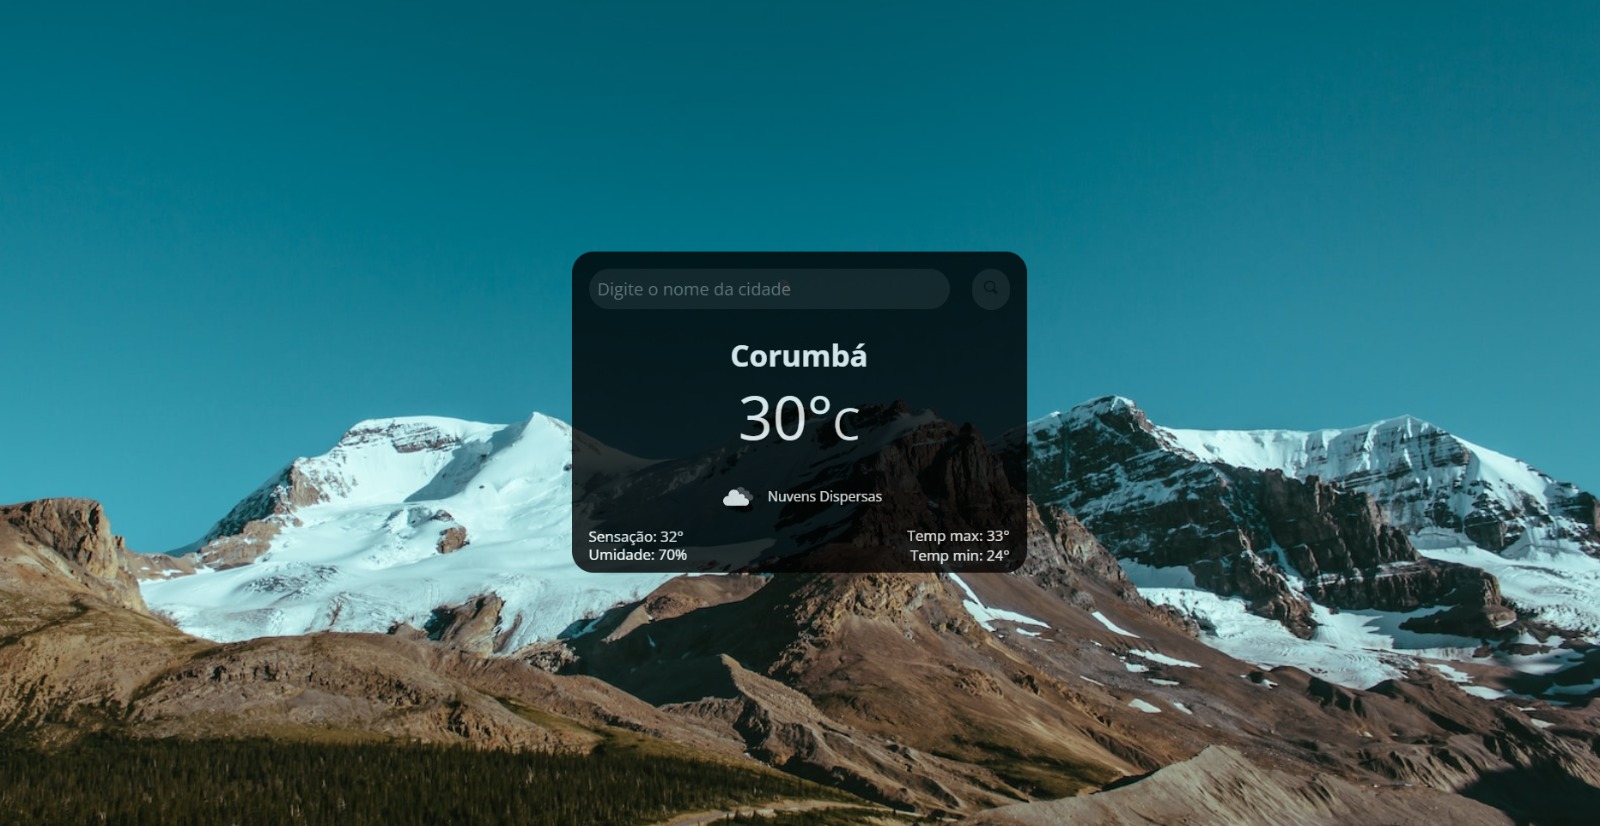 Digite o nome da cidade
Corumbá
30°C
Nuvens Dispersas
Sensação: 32°
Umidade: 70%
Temp max: 33°
Temp min: 24°